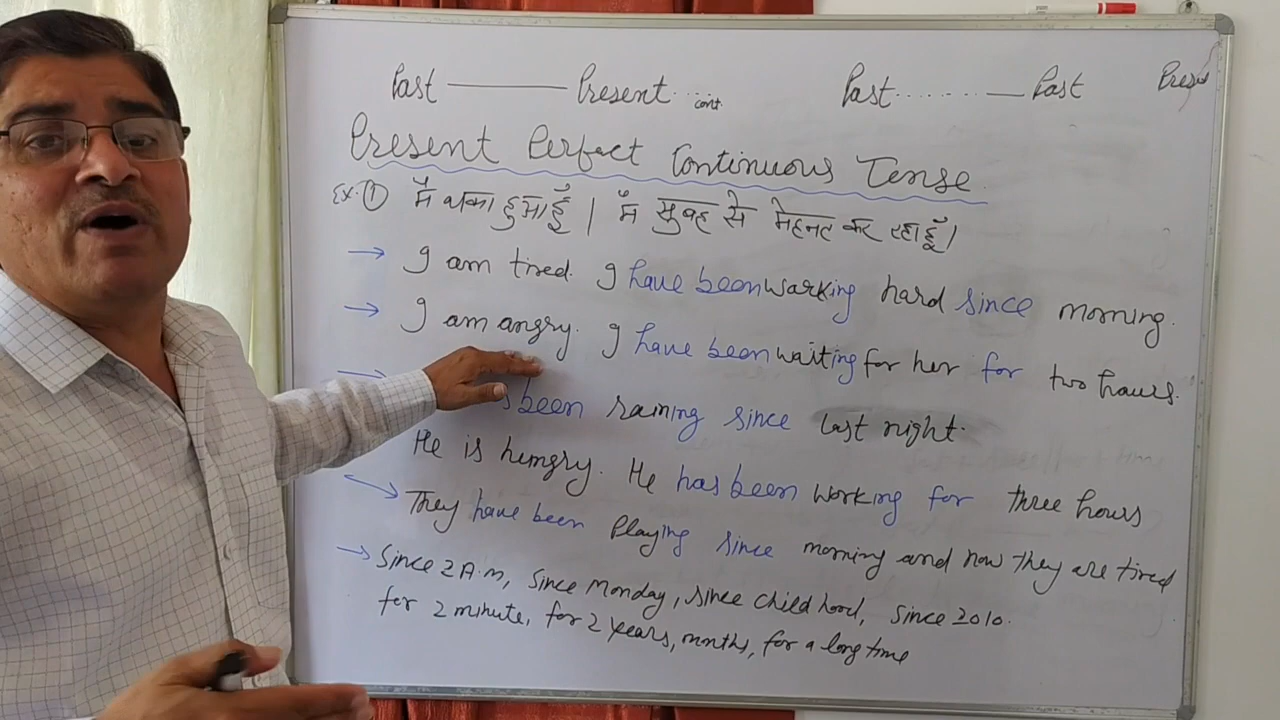 Past ——— Present.....cont. Past........—Past Prese
Present Perfect Continuous Tense.
Ex.① मैं थका हुआ हूँ। मैं सुबह से मेहनत कर रहा हूँ।
→ I am tired. I have been working hard since morning.
→ I am angry. I have been waiting for her for two hours.
→ s been raining since last night.
He is hungry. He has been working for three hours
→ They have been Playing since morning and now they are tired
→ Since 2 A.m, Since Monday, since childhood, since 2010.
for 2 minute, for 2 years, months, for a long time